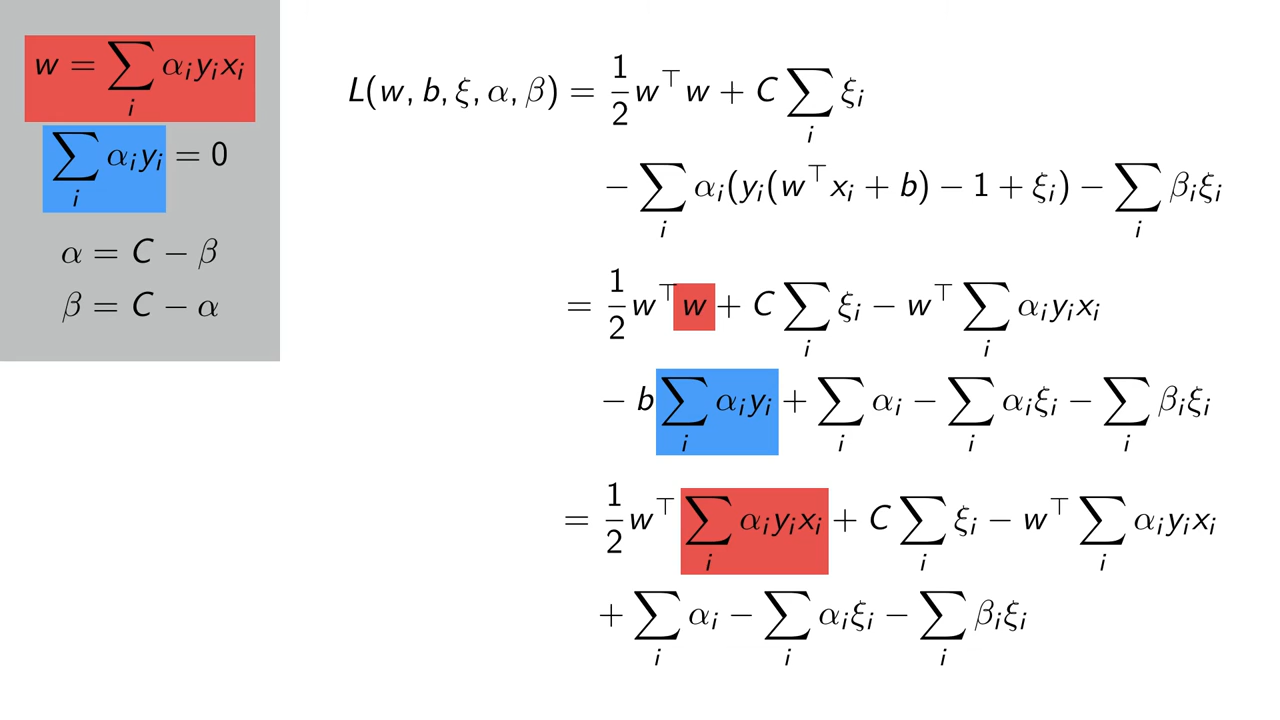 w = ∑_i α_i y_i x_i
∑_i α_i y_i = 0
α = C − β
β = C − α
L(w, b, ξ, α, β) = 1/2 w^⊤ w + C ∑_i ξ_i
− ∑_i α_i(y_i(w^⊤ x_i + b) − 1 + ξ_i) − ∑_i β_i ξ_i
= 1/2 w^⊤ w + C ∑_i ξ_i − w^⊤ ∑_i α_i y_i x_i
− b ∑_i α_i y_i + ∑_i α_i − ∑_i α_i ξ_i − ∑_i β_i ξ_i
= 1/2 w^⊤ ∑_i α_i y_i x_i + C ∑_i ξ_i − w^⊤ ∑_i α_i y_i x_i
+ ∑_i α_i − ∑_i α_i ξ_i − ∑_i β_i ξ_i